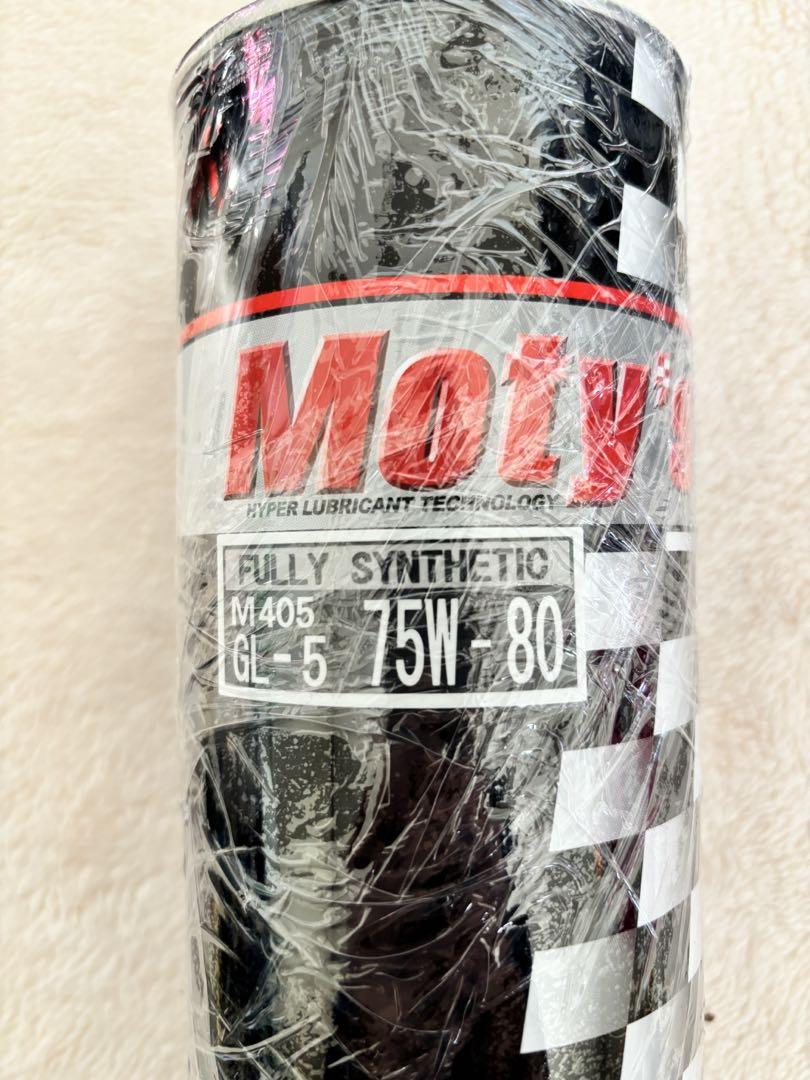 Moty's
HYPER LUBRICANT TECHNOLOGY
FULLY SYNTHETIC
M405
GL-5 75W-80